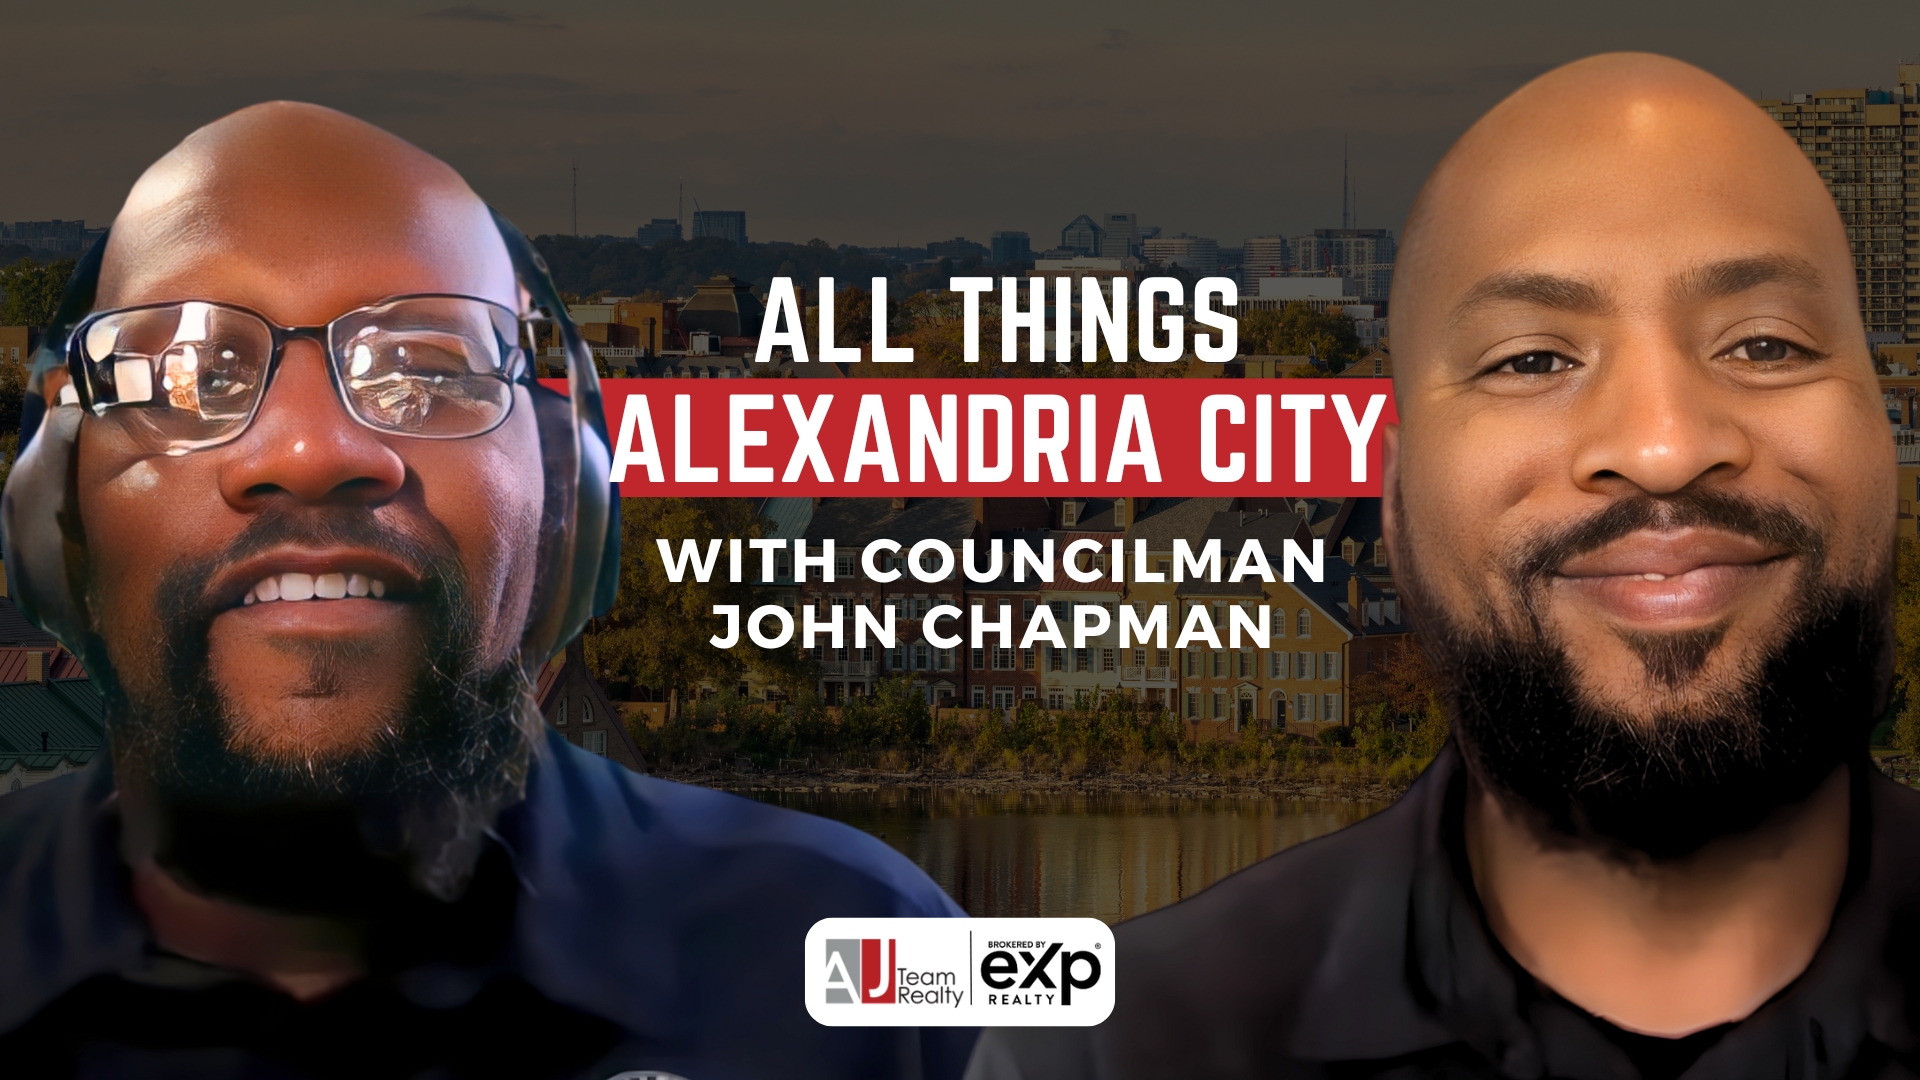 ALL THINGS
ALEXANDRIA CITY
WITH COUNCILMAN
JOHN CHAPMAN
AJ Team
Realty
BROKERED BY
eXp®
REALTY